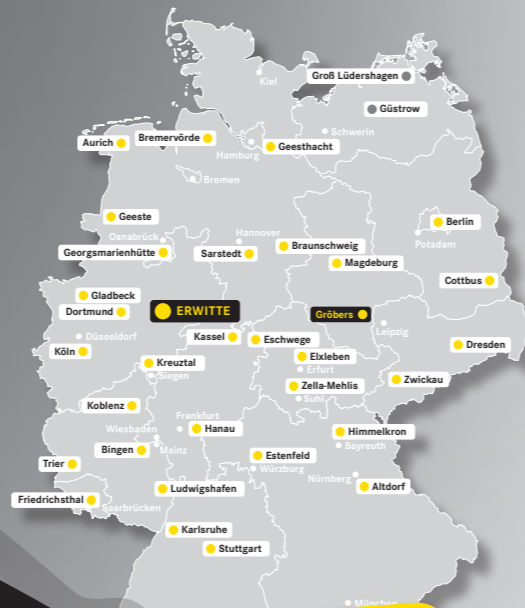 Groß Lüdershagen
Kiel
Güstrow
Schwerin
Bremervörde
Aurich
Geesthacht
Hamburg
Bremen
Geeste
Berlin
Osnabrück
Hannover
Potsdam
Braunschweig
Georgsmarienhütte
Sarstedt
Magdeburg
Cottbus
Gladbeck
Dortmund
ERWITTE
Gröbers
Leipzig
Düsseldorf
Kassel
Eschwege
Dresden
Köln
Elxleben
Kreuztal
Erfurt
Siegen
Zwickau
Zella-Mehlis
Suhl
Koblenz
Frankfurt
Wiesbaden
Hanau
Himmelkron
Bayreuth
Bingen
Mainz
Estenfeld
Trier
Würzburg
Nürnberg
Altdorf
Ludwigshafen
Friedrichsthal
Saarbrücken
Karlsruhe
Stuttgart
München